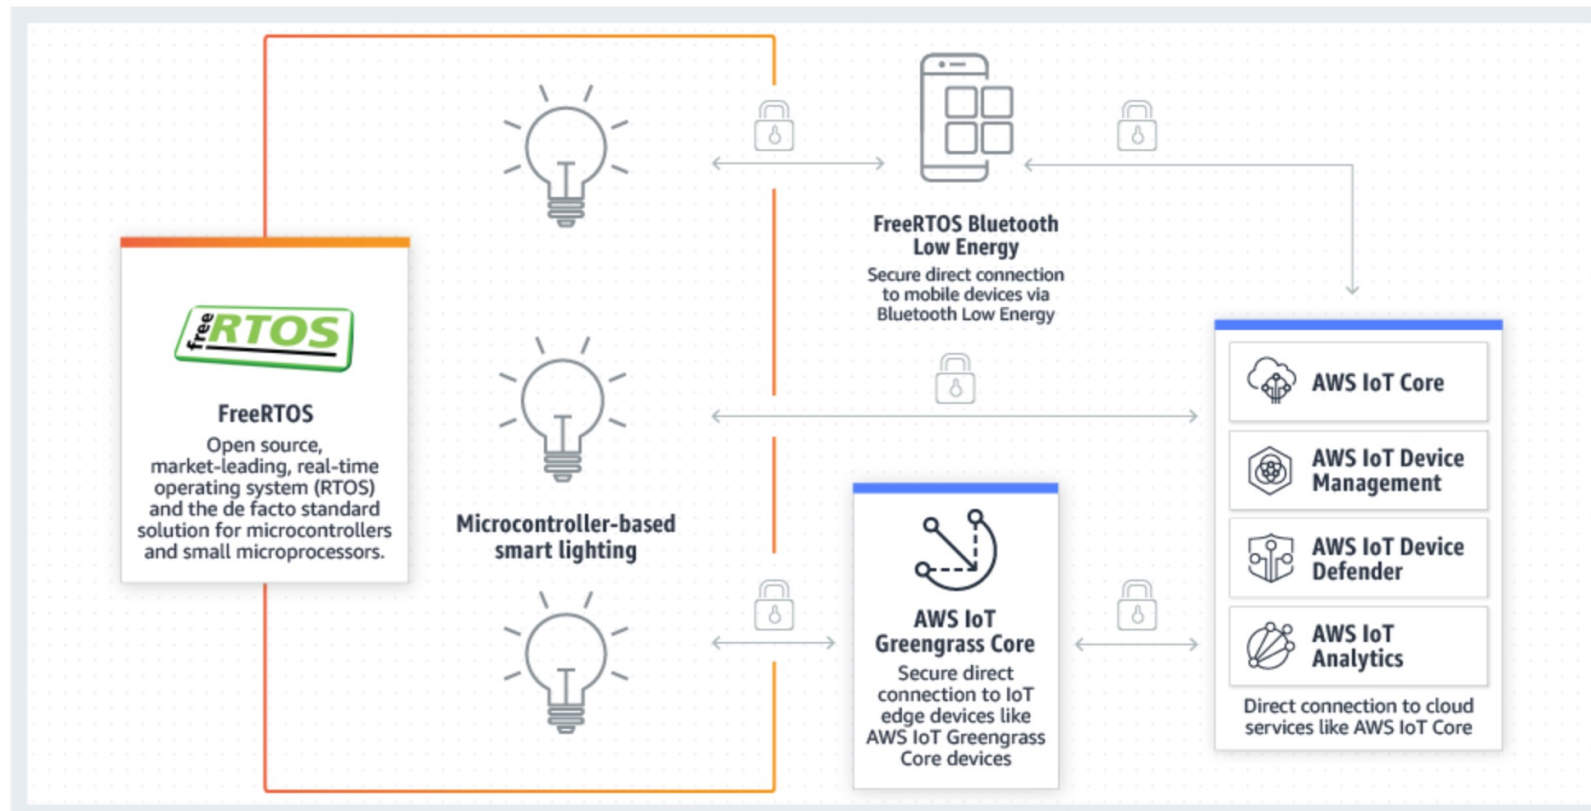 free
RTOS
FreeRTOS
Open source,
market-leading, real-time
operating system (RTOS)
and the de facto standard
solution for microcontrollers
and small microprocessors.
Microcontroller-based
smart lighting
FreeRTOS Bluetooth
Low Energy
Secure direct connection
to mobile devices via
Bluetooth Low Energy
AWS IoT
Greengrass Core
Secure direct
connection to IoT
edge devices like
AWS IoT Greengrass
Core devices
AWS IoT Core
AWS IoT Device
Management
AWS IoT Device
Defender
AWS IoT
Analytics
Direct connection to cloud
services like AWS IoT Core